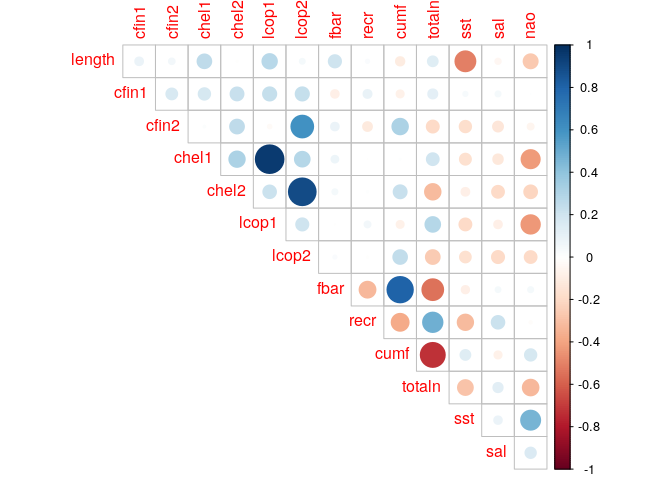 cfin1 cfin2 chel1 chel2 lcop1 lcop2 fbar recr cumf totaln sst sal nao
length
cfin1
cfin2
chel1
chel2
lcop1
lcop2
fbar
recr
cumf
totaln
sst
sal
1
0.8
0.6
0.4
0.2
0
-0.2
-0.4
-0.6
-0.8
-1